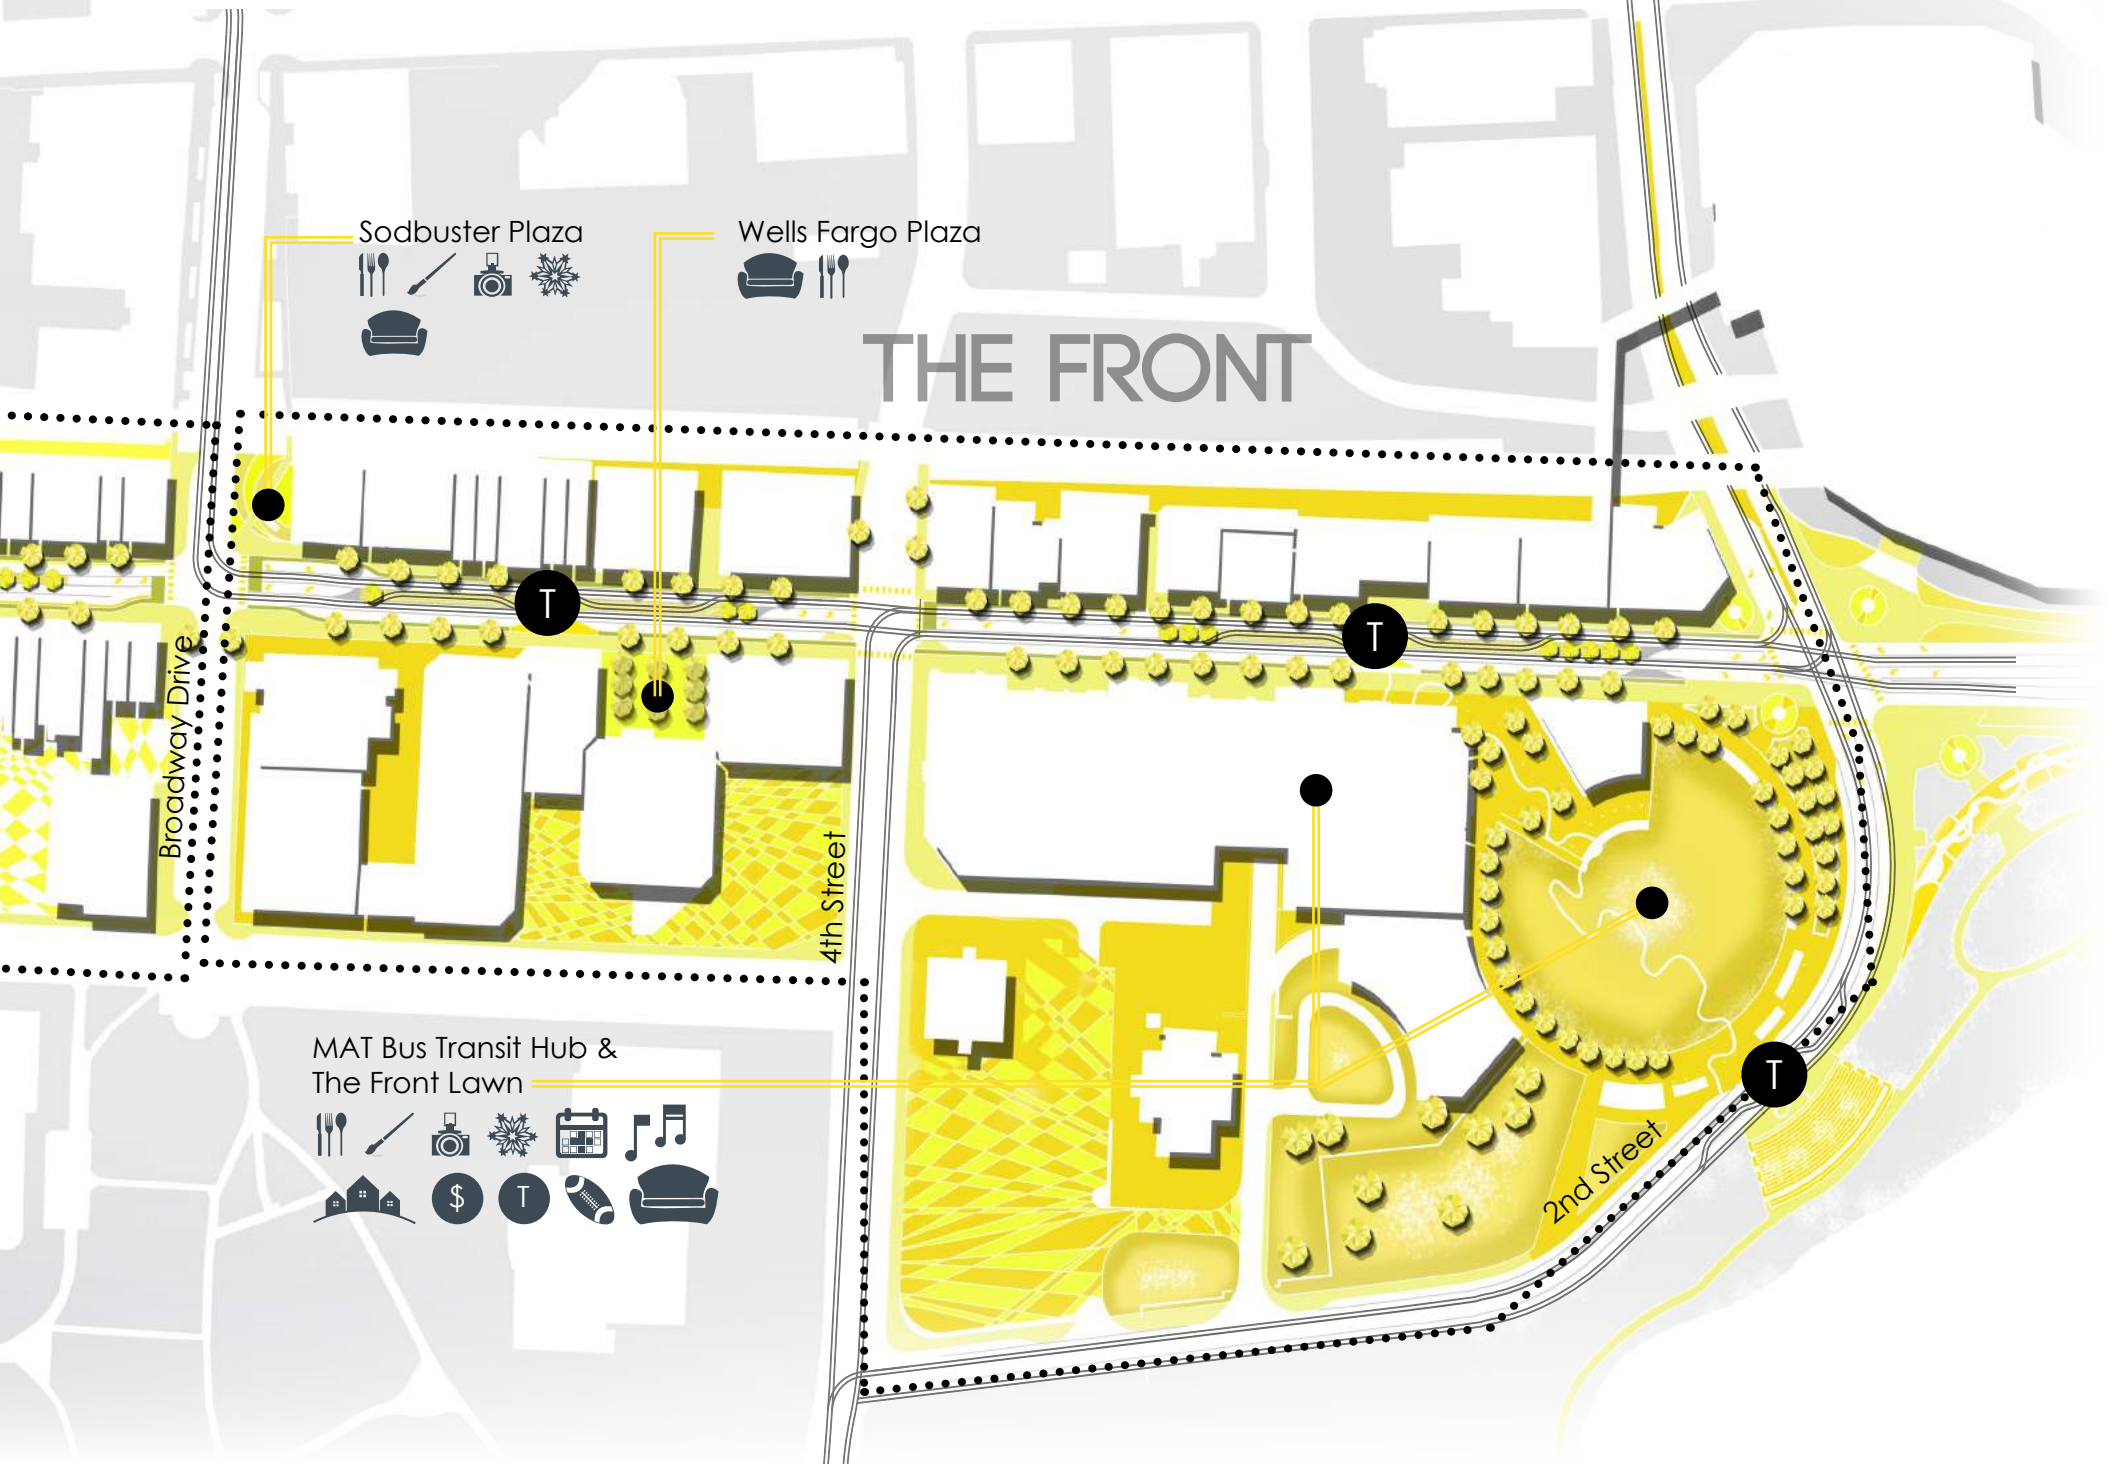 Sodbuster Plaza
Wells Fargo Plaza
THE FRONT
T
T
Broadway Drive
4th Street
MAT Bus Transit Hub &
The Front Lawn
T
2nd Street
$
T